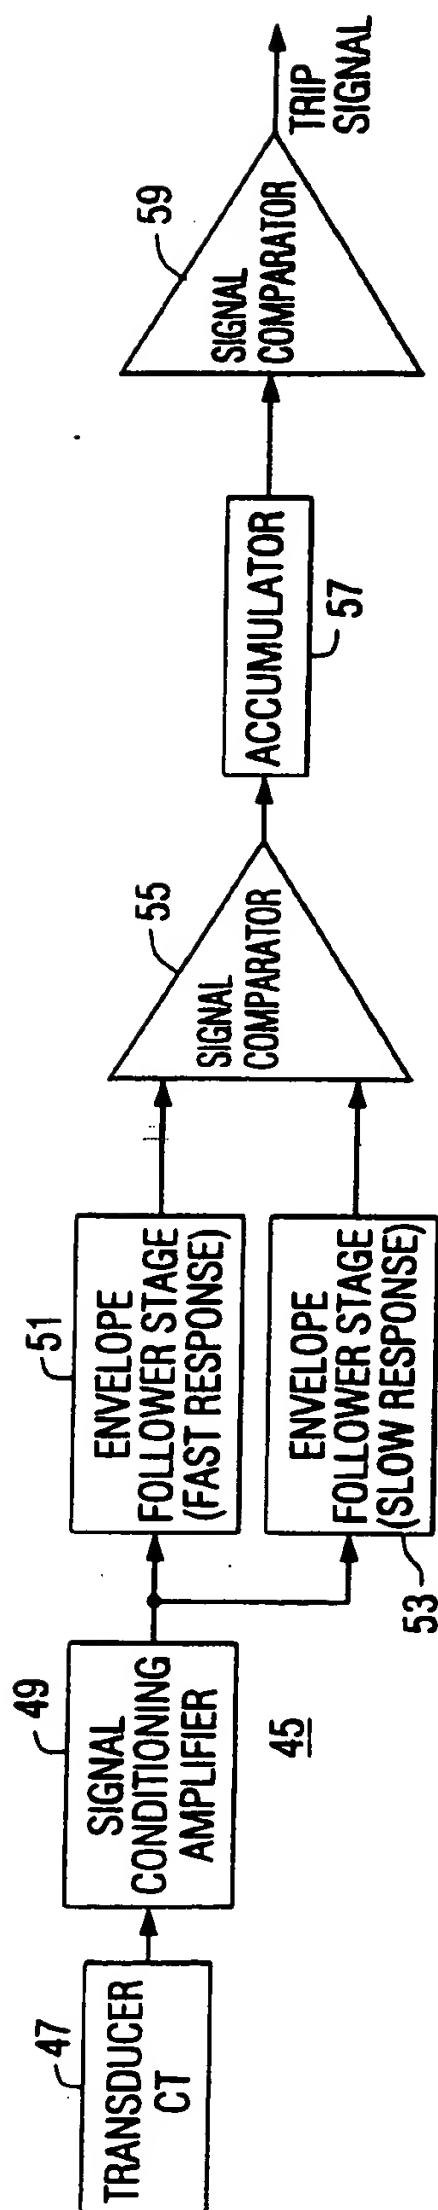 47
TRANSDUCER
CT
49
SIGNAL
CONDITIONING
AMPLIFIER
45
51
ENVELOPE
FOLLOWER STAGE
(FAST RESPONSE)
53
ENVELOPE
FOLLOWER STAGE
(SLOW RESPONSE)
55
SIGNAL
COMPARATOR
57
ACCUMULATOR
59
SIGNAL
COMPARATOR
TRIP
SIGNAL